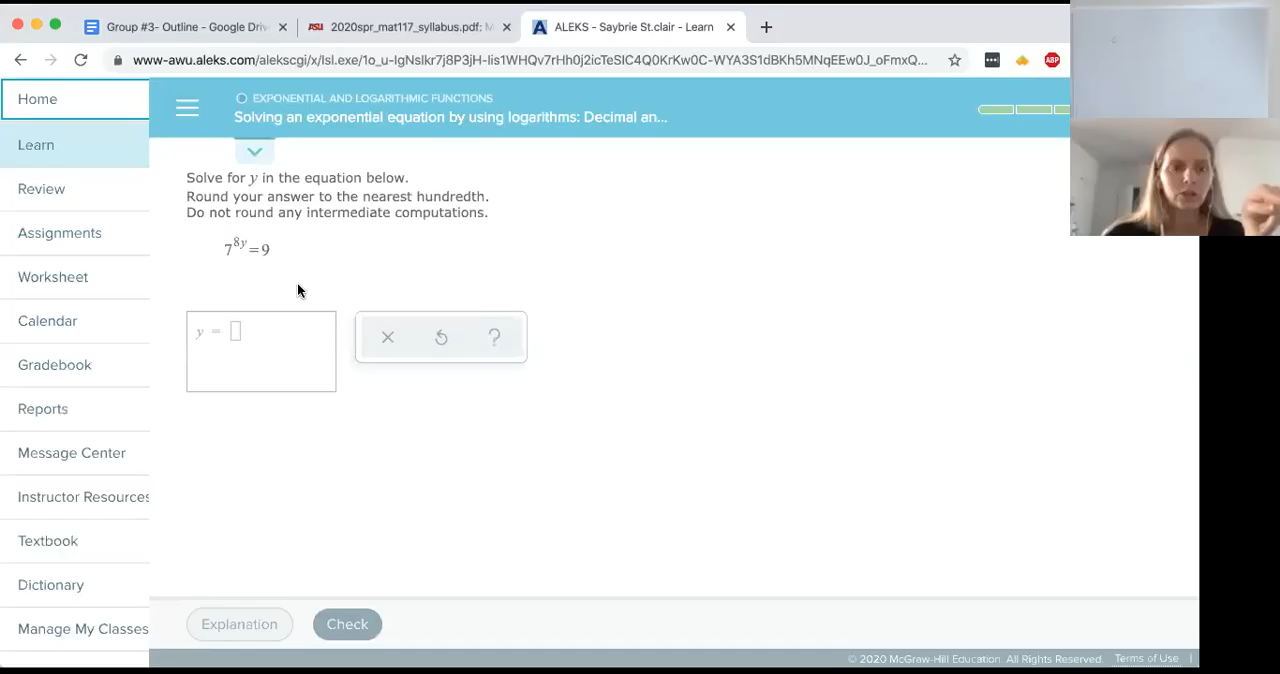 Group #3- Outline - Google Driv
2020spr_mat117_syllabus.pdf: M
ALEKS - Saybrie St.clair - Learn
www-awu.aleks.com/alekscgi/x/Isl.exe/1o_u-IgNsIkr7j8P3jH-Iis1WHQv7rHh0j2icTeSIC4Q0KrKw0C-WYA3S1dBKh5MNqEEw0J_oFmxQ...
ABP
Home
EXPONENTIAL AND LOGARITHMIC FUNCTIONS
Solving an exponential equation by using logarithms: Decimal an...
Learn
Review
Assignments
Worksheet
Calendar
Gradebook
Reports
Message Center
Instructor Resources
Textbook
Dictionary
Manage My Classes
Solve for y in the equation below.
Round your answer to the nearest hundredth.
Do not round any intermediate computations.
7^{8y} = 9
y = 
?
Explanation
Check
© 2020 McGraw-Hill Education. All Rights Reserved. Terms of Use |